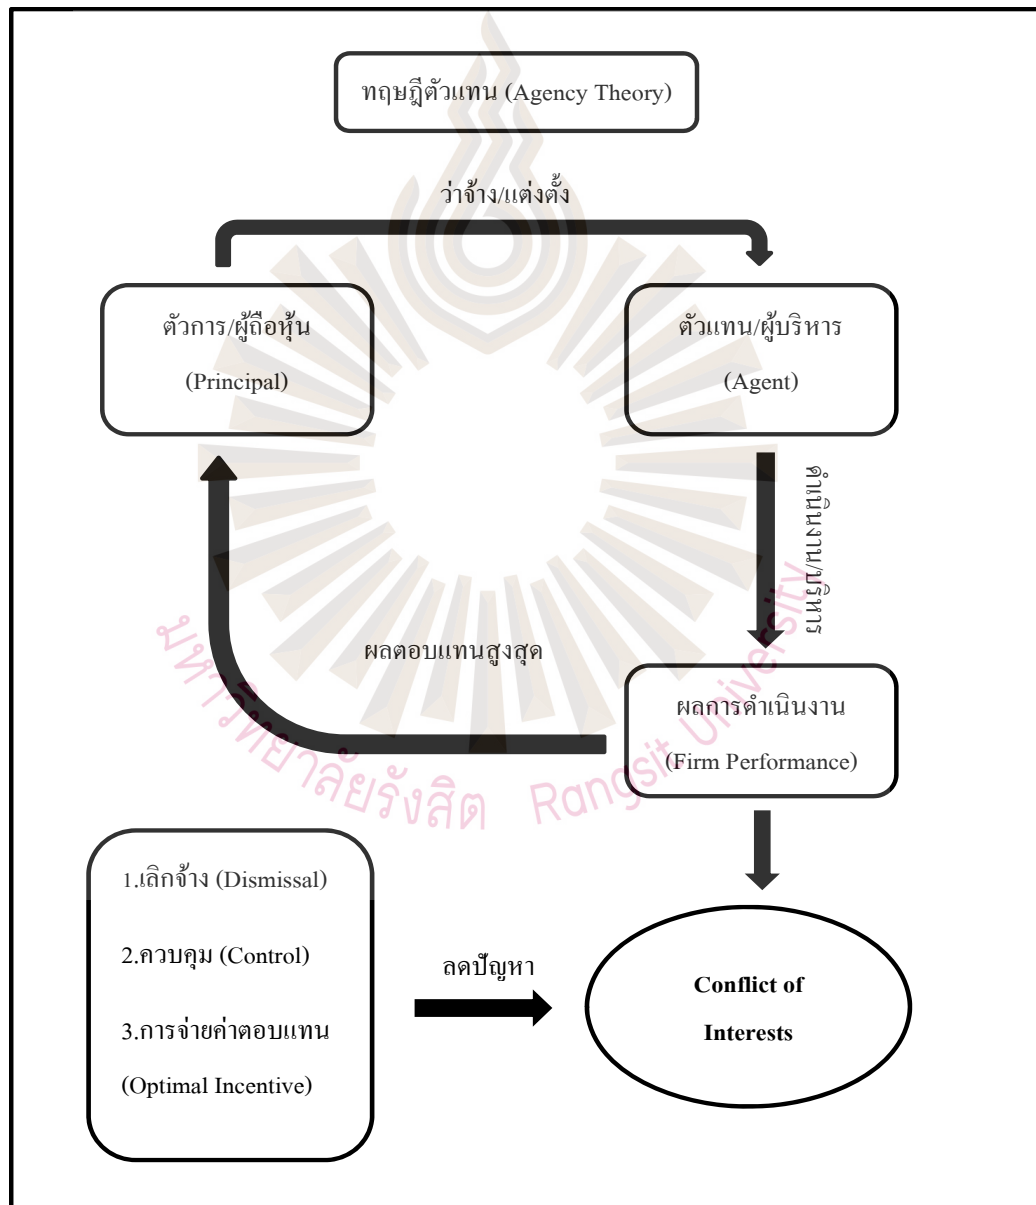 ทฤษฎีตัวแทน (Agency Theory)
ว่าจ้าง/แต่งตั้ง
ตัวการ/ผู้ถือหุ้น
(Principal)
ตัวแทน/ผู้บริหาร
(Agent)
ดำเนินงาน/บริหาร
ผลตอบแทนสูงสุด
ผลการดำเนินงาน
(Firm Performance)
มหาวิทยาลัยรังสิต Rangsit University
1.เลิกจ้าง (Dismissal)
2.ควบคุม (Control)
3.การจ่ายค่าตอบแทน
(Optimal Incentive)
ลดปัญหา
Conflict of
Interests